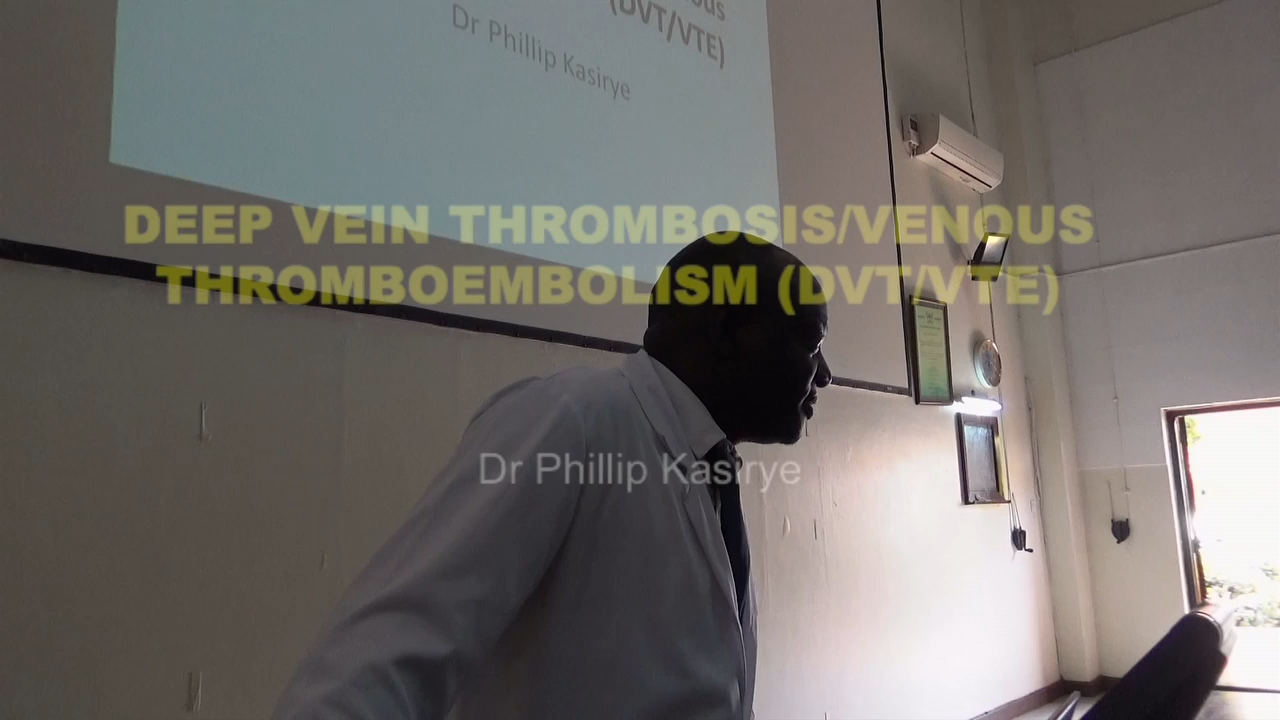 (DVT/VTE)
Dr Phillip Kasirye
DEEP VEIN THROMBOSIS/VENOUS
THROMBOEMBOLISM (DVT/VTE)
Dr Phillip Kasirye